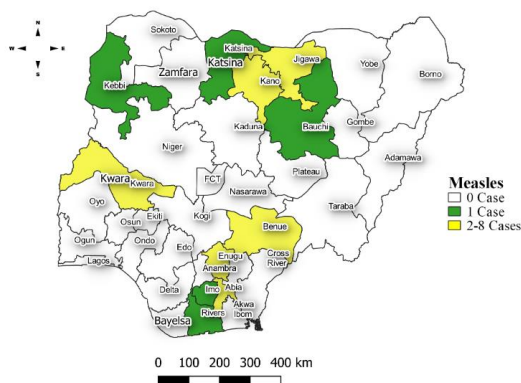 N
W E
S
Sokoto
Katsina
Zamfara
Katsina
Jigawa
Yobe
Borno
Kebbi
Kano
Kaduna
Bauchi
Gombe
Adamawa
Niger
Plateau
FCT
Kwara
Kwara
Nasarawa
Taraba
Oyo
Ekiti
Kogi
Osun
Benue
Ogun
Ondo
Edo
Enugu
Cross
River
Lagos
Anambra
Delta
Imo
Abia
Akwa
Ibom
Bayelsa
Rivers
Measles
0 Case
1 Case
2-8 Cases
0 100 200 300 400 km